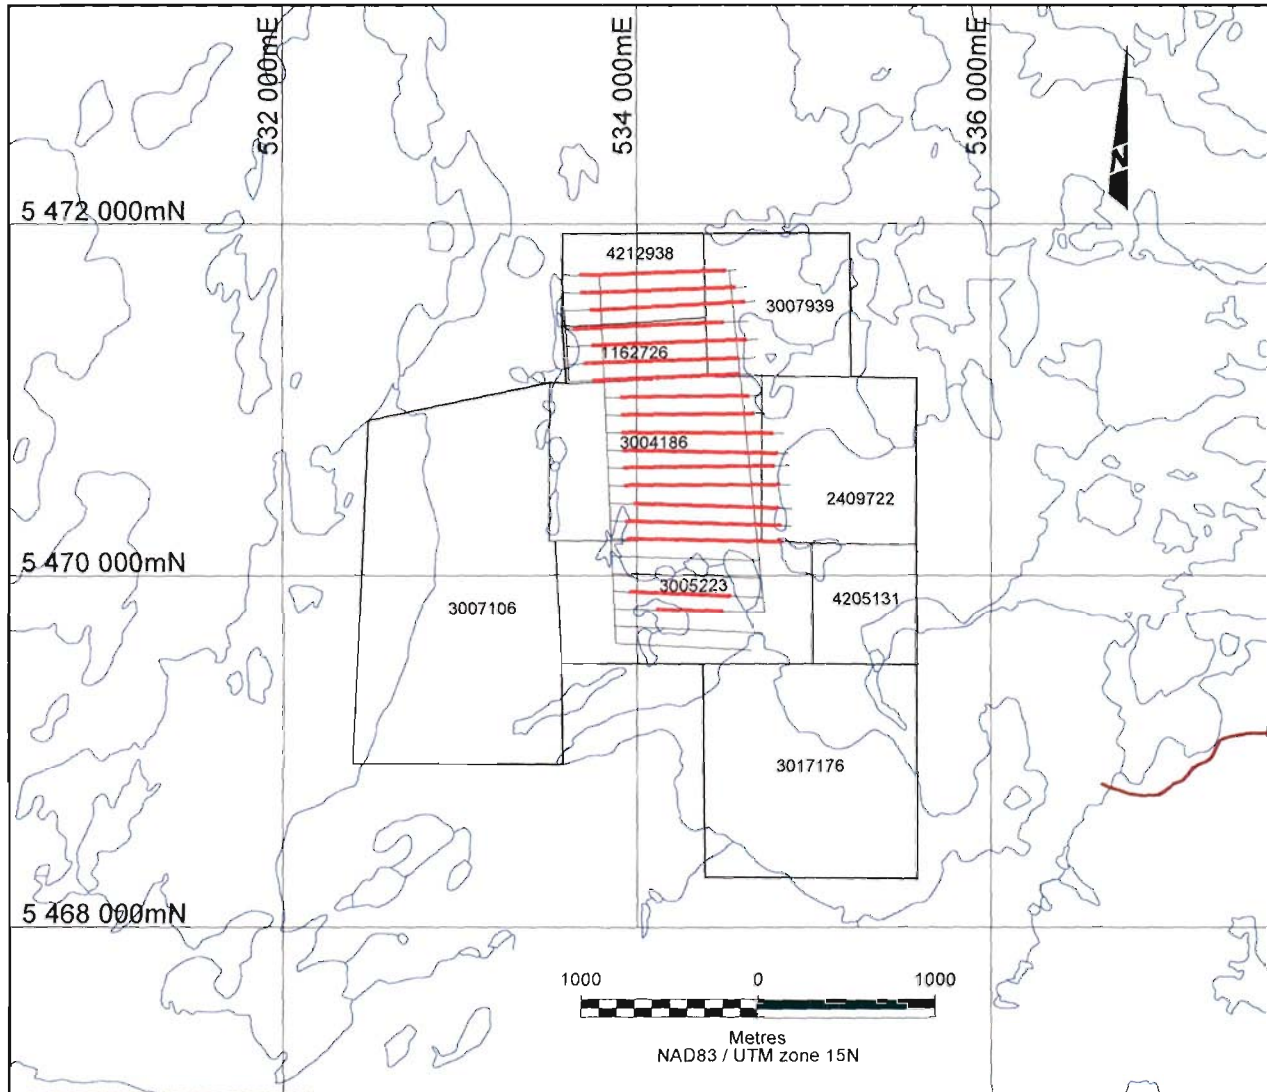 532 000mE
534 000mE
536 000mE
N
5 472 000mN
4212938
3007939
1162726
3004186
2409722
3005223
4205131
3007106
3017176
5 470 000mN
5 468 000mN
1000 0 1000
Metres
NAD83 / UTM zone 15N